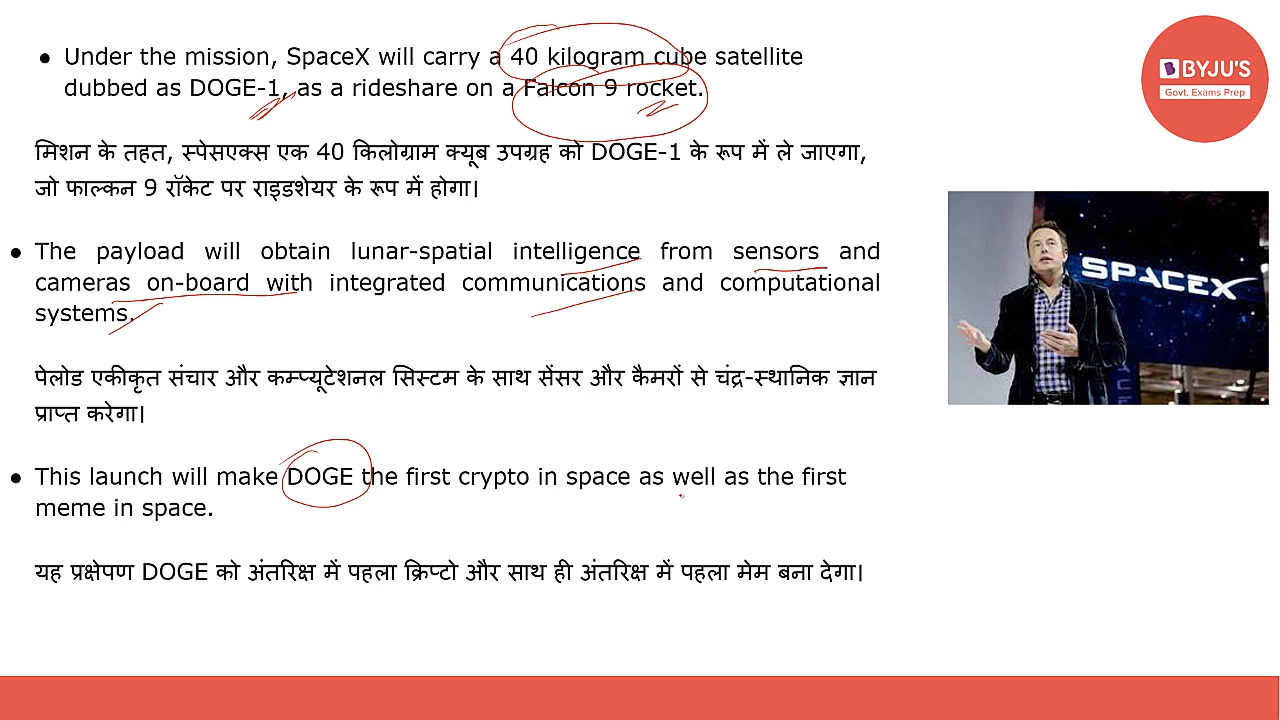 ● Under the mission, SpaceX will carry a 40 kilogram cube satellite
dubbed as DOGE-1, as a rideshare on a Falcon 9 rocket.
मिशन के तहत, स्पेसएक्स एक 40 किलोग्राम क्यूब उपग्रह को DOGE-1 के रूप में ले जाएगा,
जो फाल्कन 9 रॉकेट पर राइडशेयर के रूप में होगा।
● The payload will obtain lunar-spatial intelligence from sensors and
cameras on-board with integrated communications and computational
systems.
पेलोड एकीकृत संचार और कम्प्यूटेशनल सिस्टम के साथ सेंसर और कैमरों से चंद्र-स्थानिक ज्ञान
प्राप्त करेगा।
● This launch will make DOGE the first crypto in space as well as the first
meme in space.
यह प्रक्षेपण DOGE को अंतरिक्ष में पहला क्रिप्टो और साथ ही अंतरिक्ष में पहला मेम बना देगा।
BYJU'S
Govt. Exams Prep
SPACEX